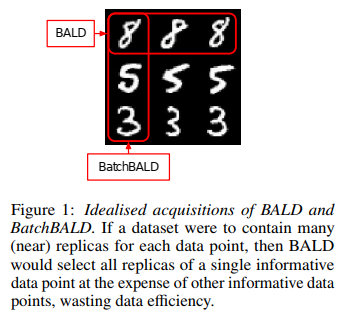 BALD
8 8 8
5 5 5
3 3 3
BatchBALD
Figure 1: Idealised acquisitions of BALD and
BatchBALD. If a dataset were to contain many
(near) replicas for each data point, then BALD
would select all replicas of a single informative
data point at the expense of other informative data
points, wasting data efficiency.